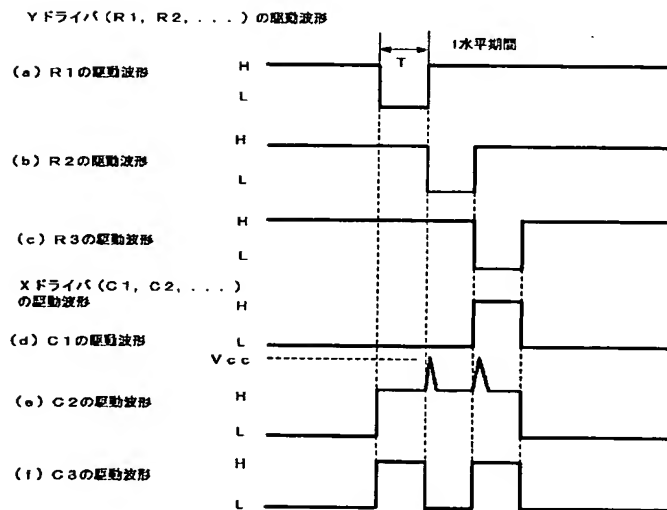 Yドライバ（R1, R2, ....）の駆動波形
1水平期間
T
(a) R1の駆動波形
H
L
(b) R2の駆動波形
H
L
(c) R3の駆動波形
H
L
Xドライバ（C1, C2, ....）
の駆動波形
H
(d) C1の駆動波形
L
Vcc
(e) C2の駆動波形
H
L
(f) C3の駆動波形
H
L